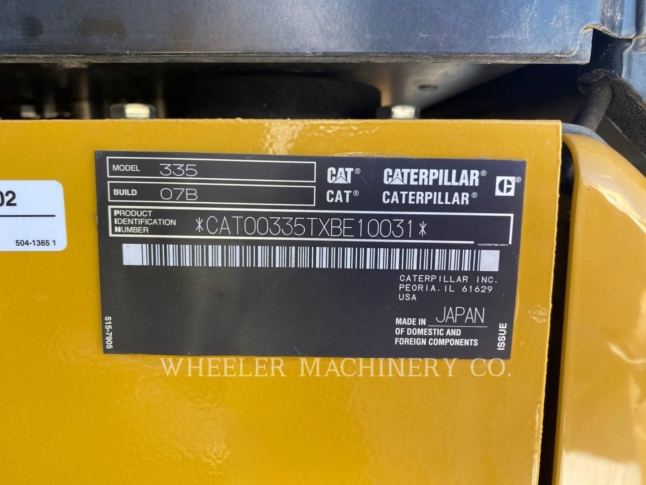 MODEL 335
BUILD 07B
CAT® CATERPILLAR®
CAT® CATERPILLAR®
C
PRODUCT
IDENTIFICATION
NUMBER
*CAT00335TXBE10031*
CATERPILLAR INC.
PEORIA. IL 61629
USA
MADE IN JAPAN
OF DOMESTIC AND
FOREIGN COMPONENTS
515-7905
ISSUE
02
504-1365 1
WHEELER MACHINERY CO.